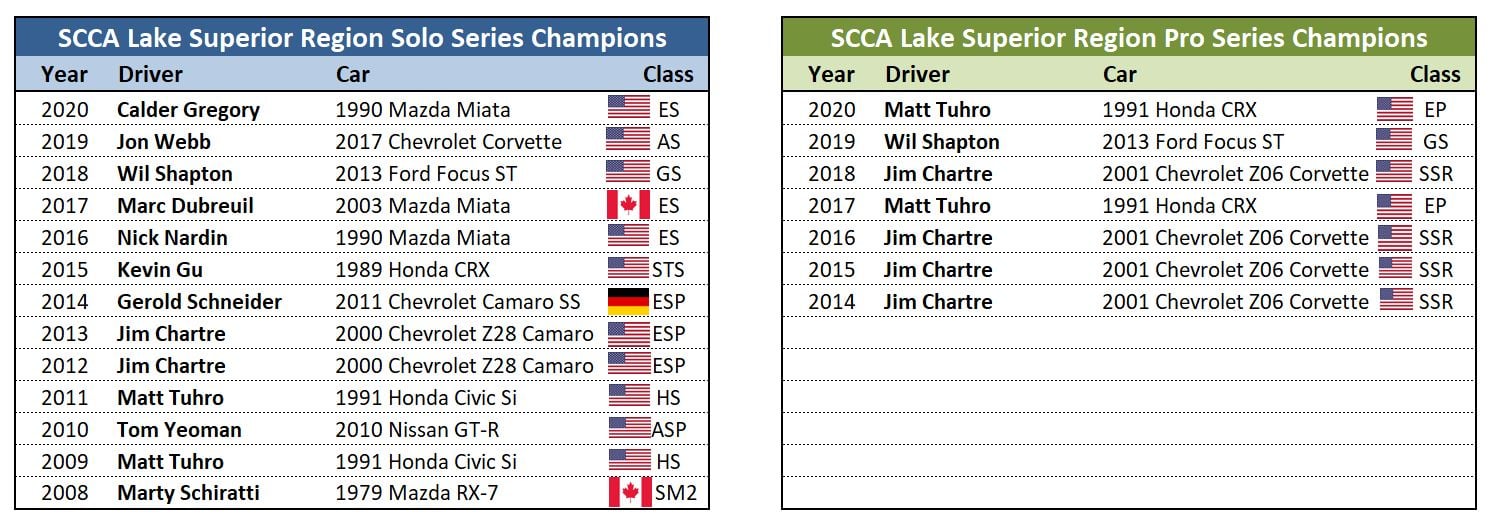 SCCA Lake Superior Region Solo Series Champions
Year Driver Car Class
2020 Calder Gregory 1990 Mazda Miata ES
2019 Jon Webb 2017 Chevrolet Corvette AS
2018 Wil Shapton 2013 Ford Focus ST GS
2017 Marc Dubreuil 2003 Mazda Miata ES
2016 Nick Nardin 1990 Mazda Miata ES
2015 Kevin Gu 1989 Honda CRX STS
2014 Gerold Schneider 2011 Chevrolet Camaro SS ESP
2013 Jim Chartre 2000 Chevrolet Z28 Camaro ESP
2012 Jim Chartre 2000 Chevrolet Z28 Camaro ESP
2011 Matt Tuhro 1991 Honda Civic Si HS
2010 Tom Yeoman 2010 Nissan GT-R ASP
2009 Matt Tuhro 1991 Honda Civic Si HS
2008 Marty Schiratti 1979 Mazda RX-7 SM2
SCCA Lake Superior Region Pro Series Champions
Year Driver Car Class
2020 Matt Tuhro 1991 Honda CRX EP
2019 Wil Shapton 2013 Ford Focus ST GS
2018 Jim Chartre 2001 Chevrolet Z06 Corvette SSR
2017 Matt Tuhro 1991 Honda CRX EP
2016 Jim Chartre 2001 Chevrolet Z06 Corvette SSR
2015 Jim Chartre 2001 Chevrolet Z06 Corvette SSR
2014 Jim Chartre 2001 Chevrolet Z06 Corvette SSR